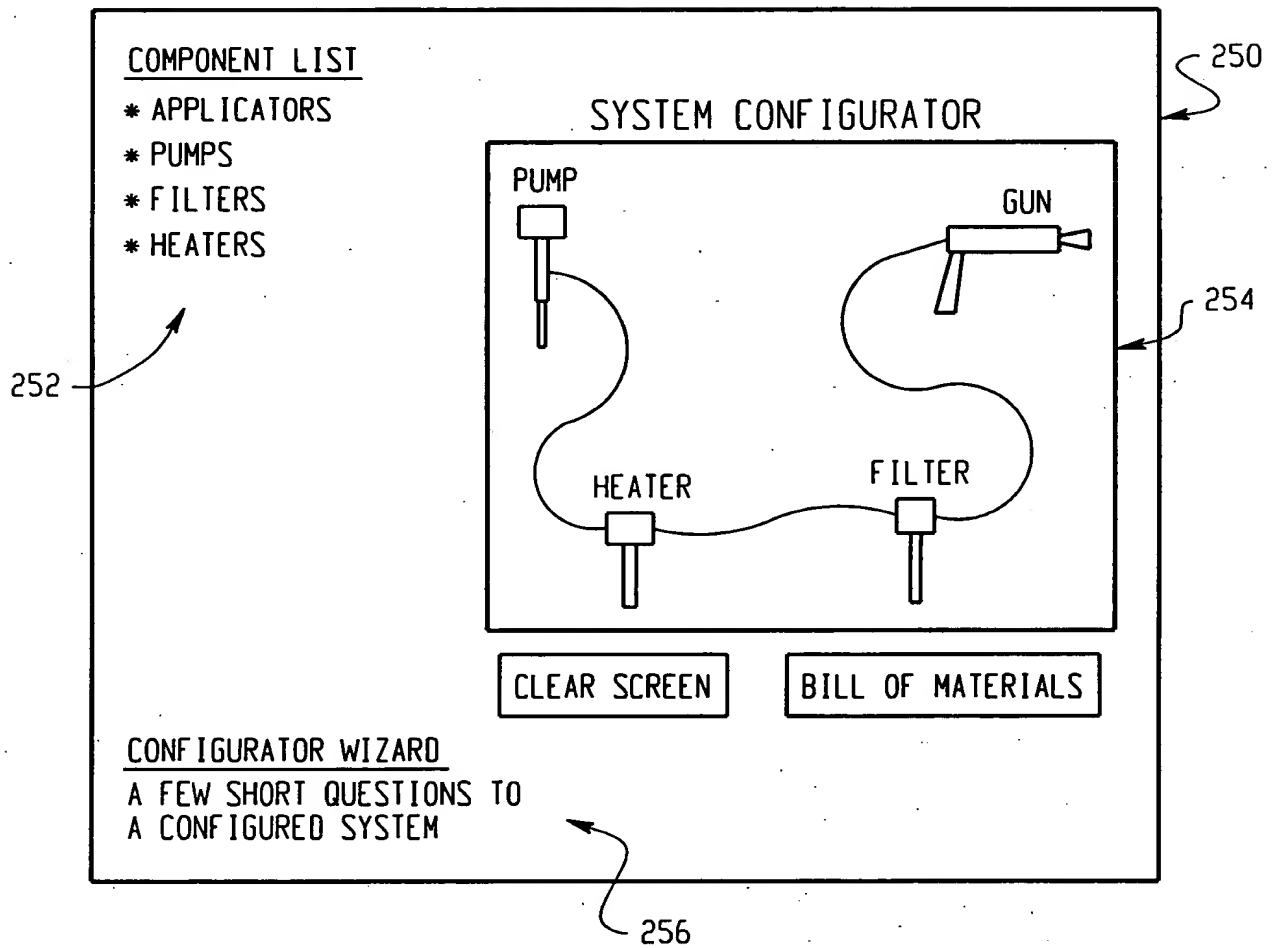 COMPONENT LIST
* APPLICATORS
* PUMPS
* FILTERS
* HEATERS
252
SYSTEM CONFIGURATOR
250
PUMP
GUN
254
HEATER
FILTER
CLEAR SCREEN
BILL OF MATERIALS
CONFIGURATOR WIZARD
A FEW SHORT QUESTIONS TO
A CONFIGURED SYSTEM
256